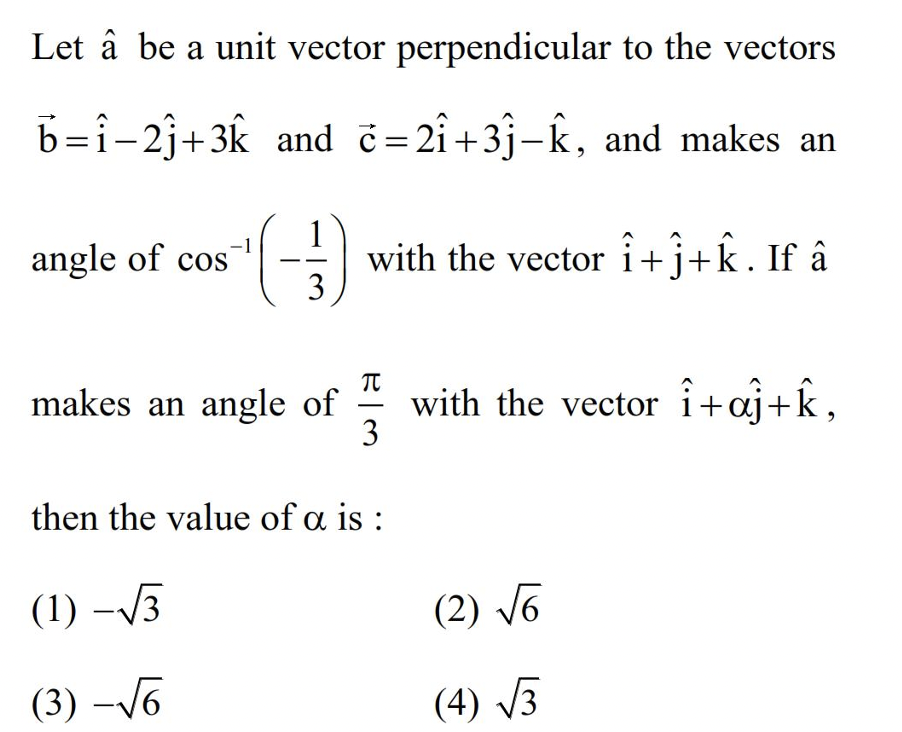 Let â be a unit vector perpendicular to the vectors
b⃗ = î − 2ĵ + 3k̂ and c⃗ = 2î + 3ĵ − k̂, and makes an
angle of cos⁻¹(−1/3) with the vector î + ĵ + k̂. If â
makes an angle of π/3 with the vector î + αĵ + k̂,
then the value of α is :
(1) −√3 (2) √6
(3) −√6 (4) √3